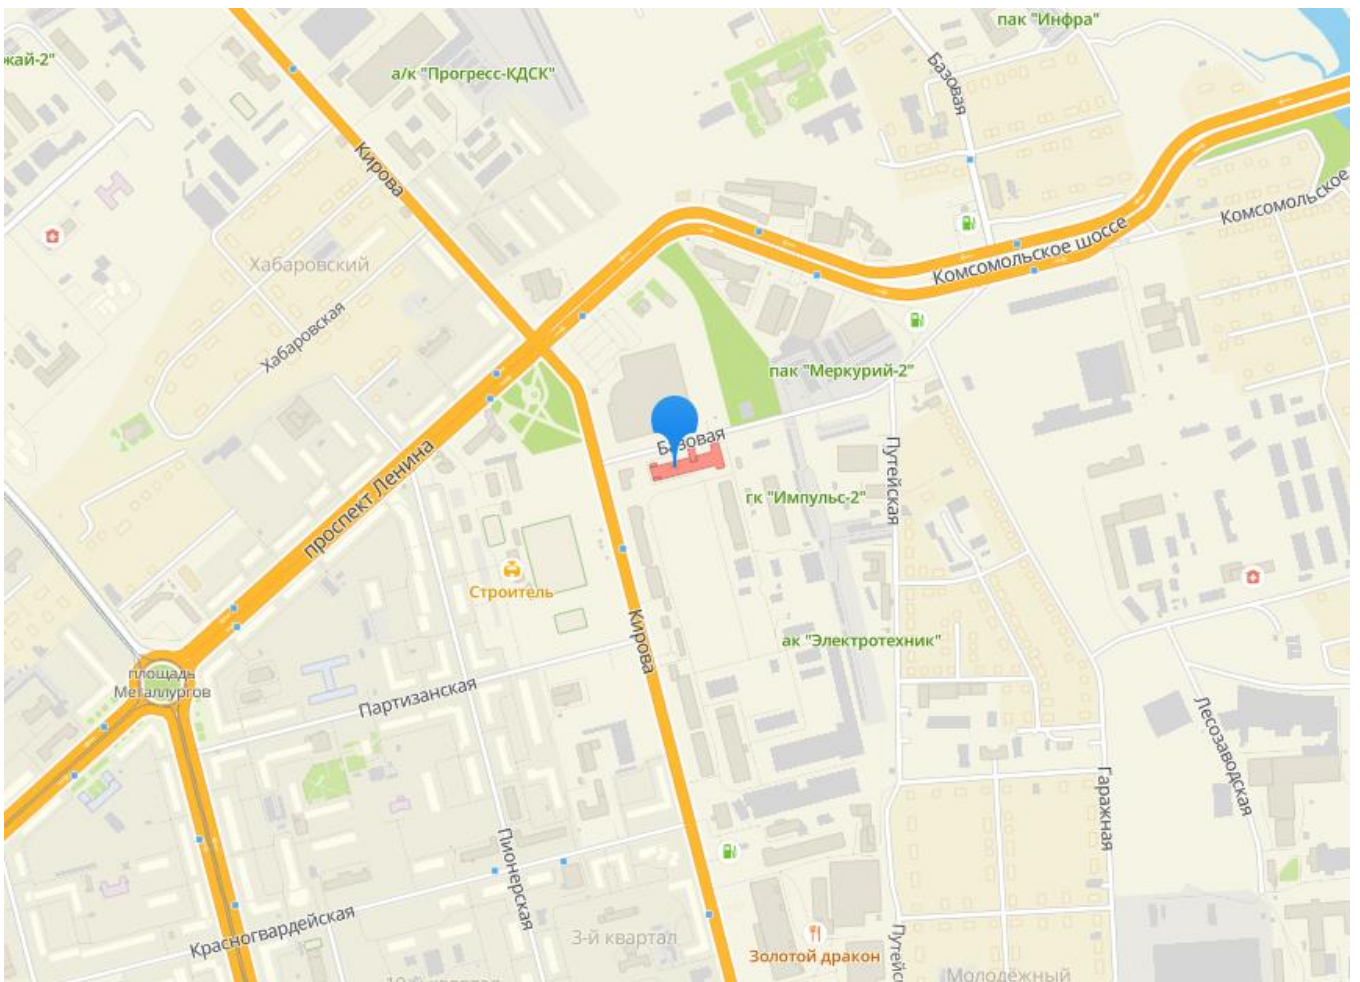 пак "Инфра"
жай-2"
а/к "Прогресс-КДСК"
Базовая
Кирова
Комсомольское
Комсомольское шоссе
Хабаровский
Хабаровская
пак "Меркурий-2"
Базовая
проспект Ленина
Путейская
гк "Импульс-2"
Строитель
Кирова
ак "Электротехник"
площадь
Металлургов
Партизанская
Лесозаводская
Гаражная
Пионерская
Красногвардейская
3-й квартал
Золотой дракон
Путейс
Молодёжный